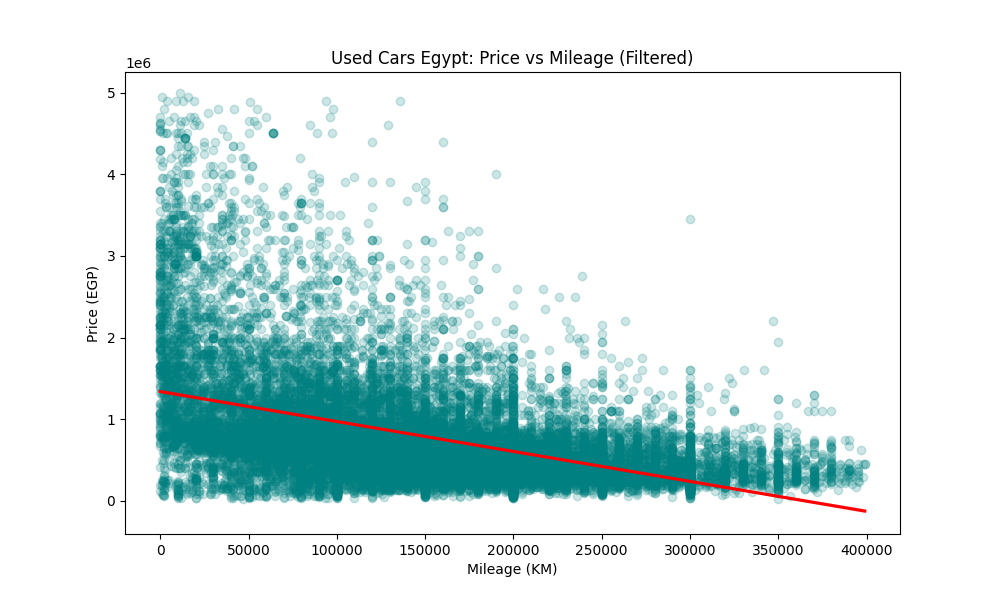 Used Cars Egypt: Price vs Mileage (Filtered)
1e6
5
4
3
2
1
0
Price (EGP)
0 50000 100000 150000 200000 250000 300000 350000 400000
Mileage (KM)